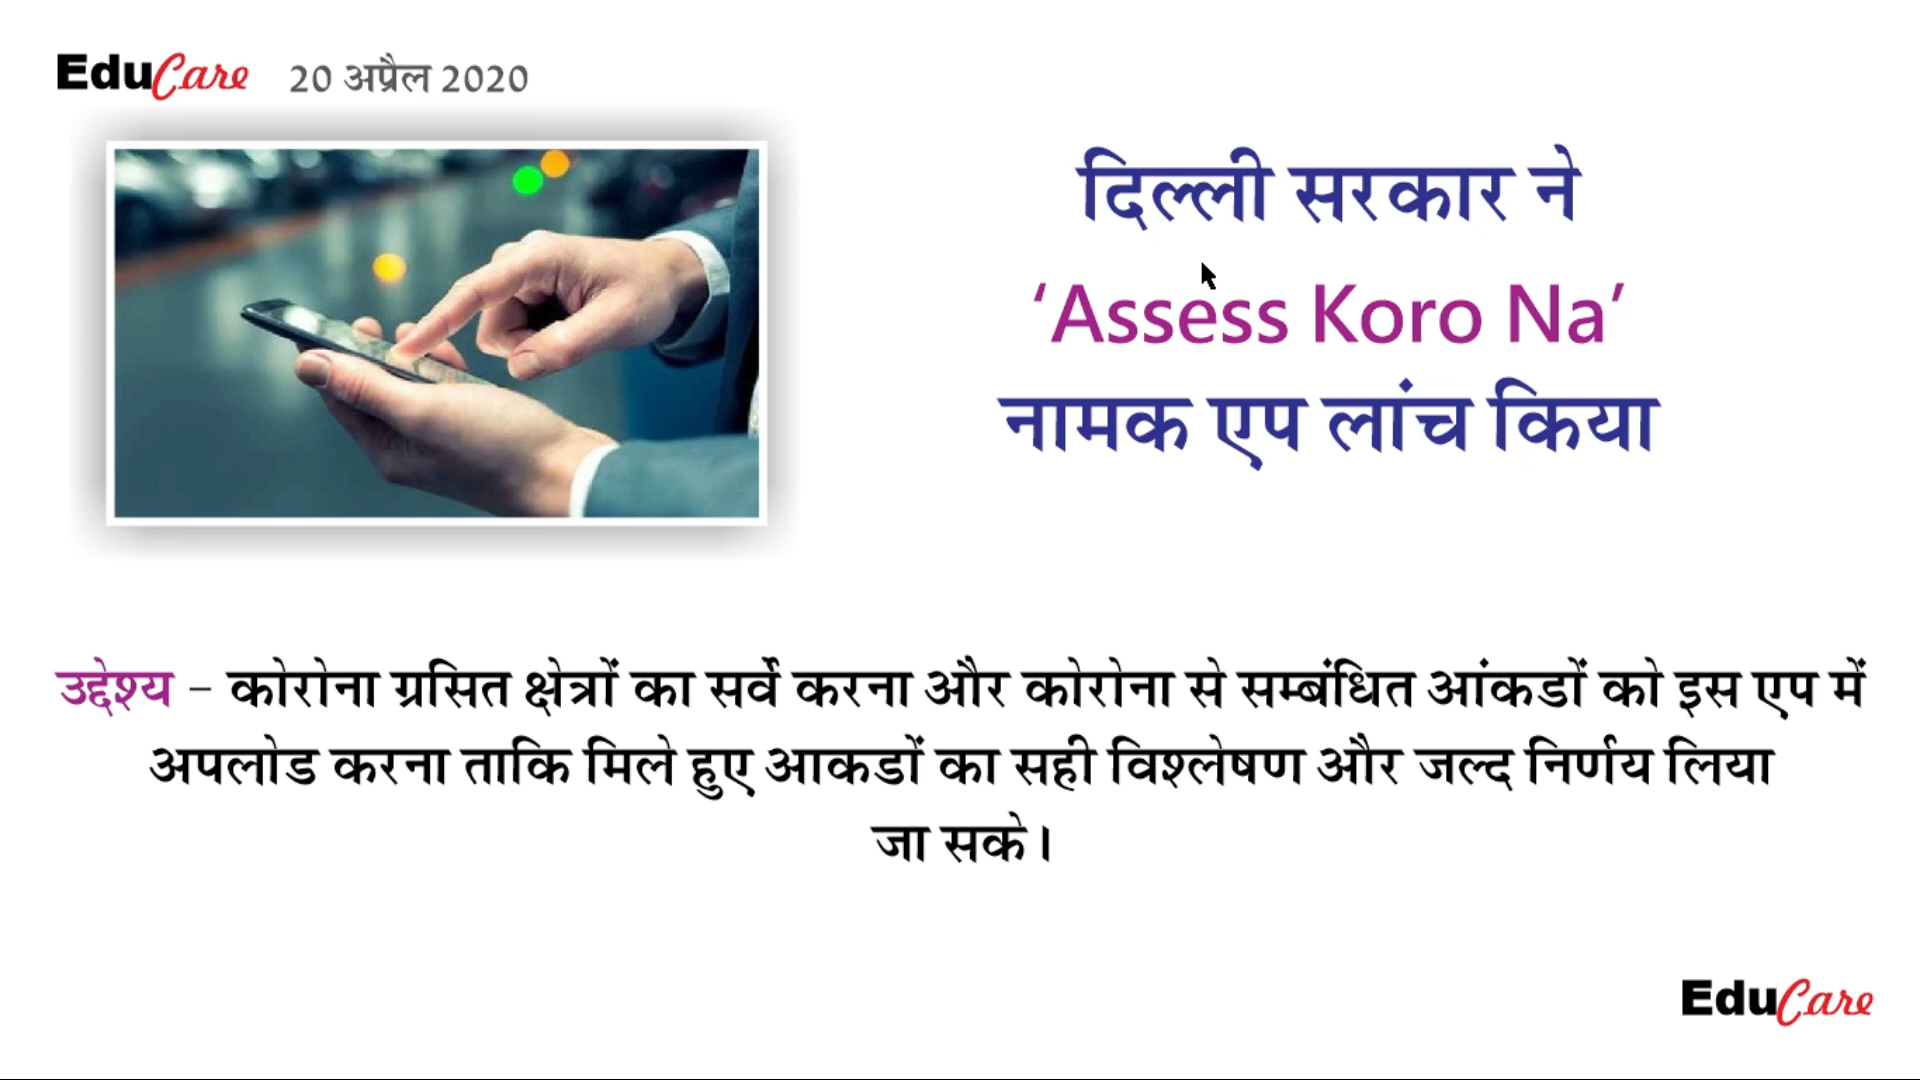 EduCare 20 अप्रैल 2020
दिल्ली सरकार ने
‘Assess Koro Na’
नामक एप लांच किया
उद्देश्य – कोरोना ग्रसित क्षेत्रों का सर्वे करना और कोरोना से सम्बंधित आंकडों को इस एप में
अपलोड करना ताकि मिले हुए आकडों का सही विश्लेषण और जल्द निर्णय लिया
जा सके।
EduCare